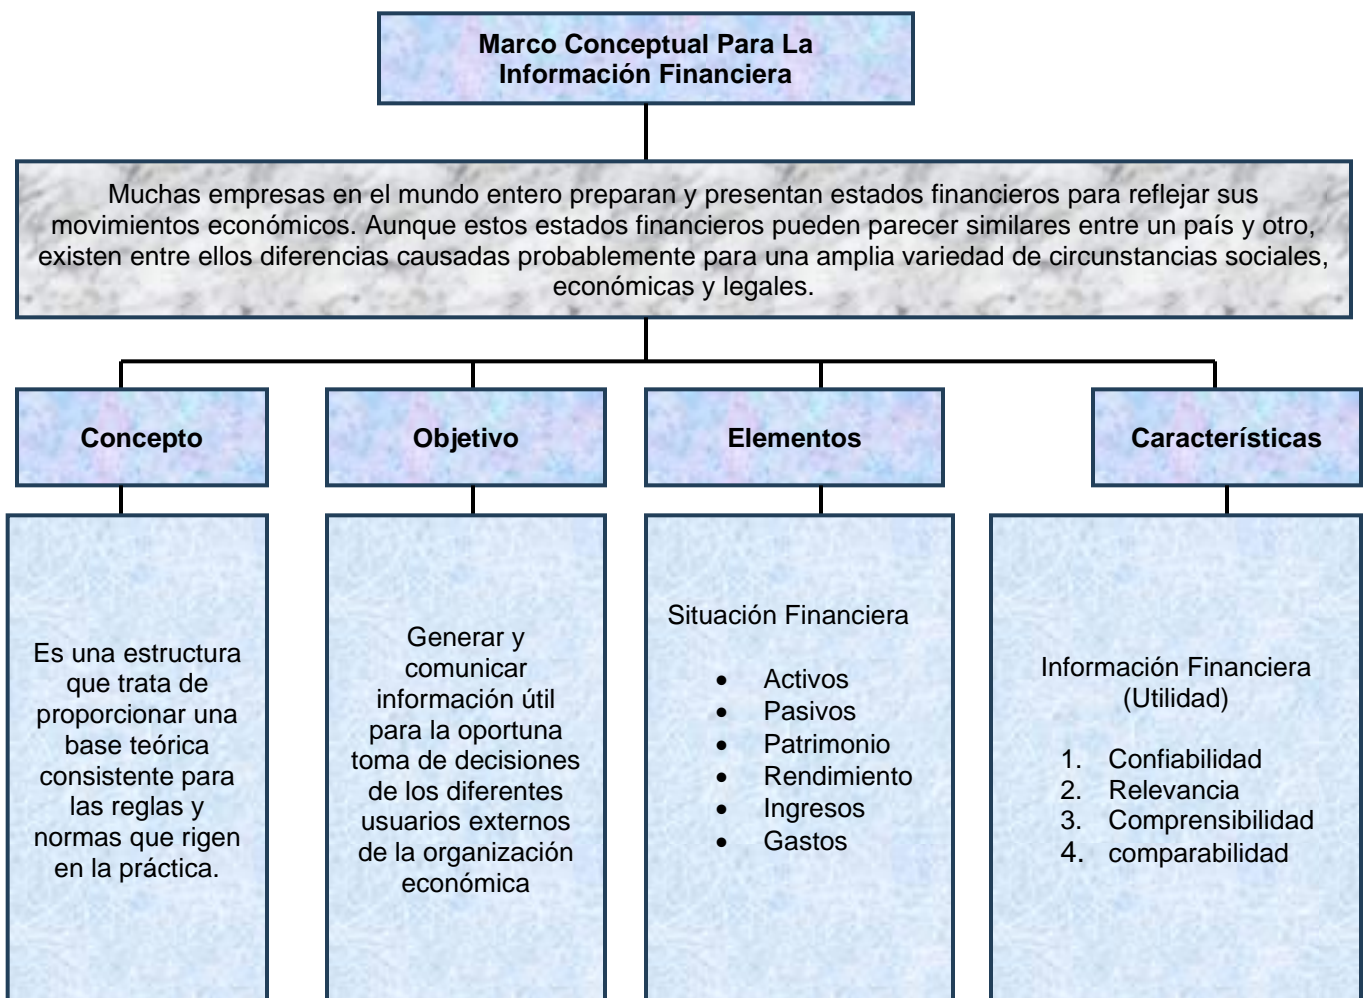 Marco Conceptual Para La
Información Financiera
Muchas empresas en el mundo entero preparan y presentan estados financieros para reflejar sus
movimientos económicos. Aunque estos estados financieros pueden parecer similares entre un país y otro,
existen entre ellos diferencias causadas probablemente para una amplia variedad de circunstancias sociales,
económicas y legales.
Concepto
Objetivo
Elementos
Características
Es una estructura
que trata de
proporcionar una
base teórica
consistente para
las reglas y
normas que rigen
en la práctica.
Generar y
comunicar
información útil
para la oportuna
toma de decisiones
de los diferentes
usuarios externos
de la organización
económica
Situación Financiera
• Activos
• Pasivos
• Patrimonio
• Rendimiento
• Ingresos
• Gastos
Información Financiera
(Utilidad)
1. Confiabilidad
2. Relevancia
3. Comprensibilidad
4. comparabilidad